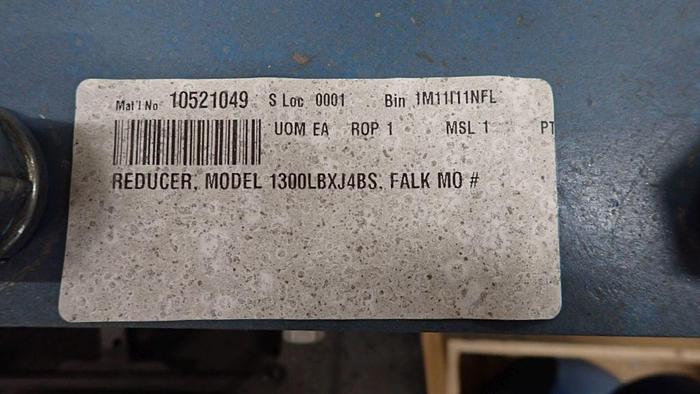 Mat'l No 10521049 S Loc 0001 Bin 1M11I11NFL
UOM EA ROP 1 MSL 1 PT
REDUCER, MODEL 1300LBXJ4BS, FALK MO #